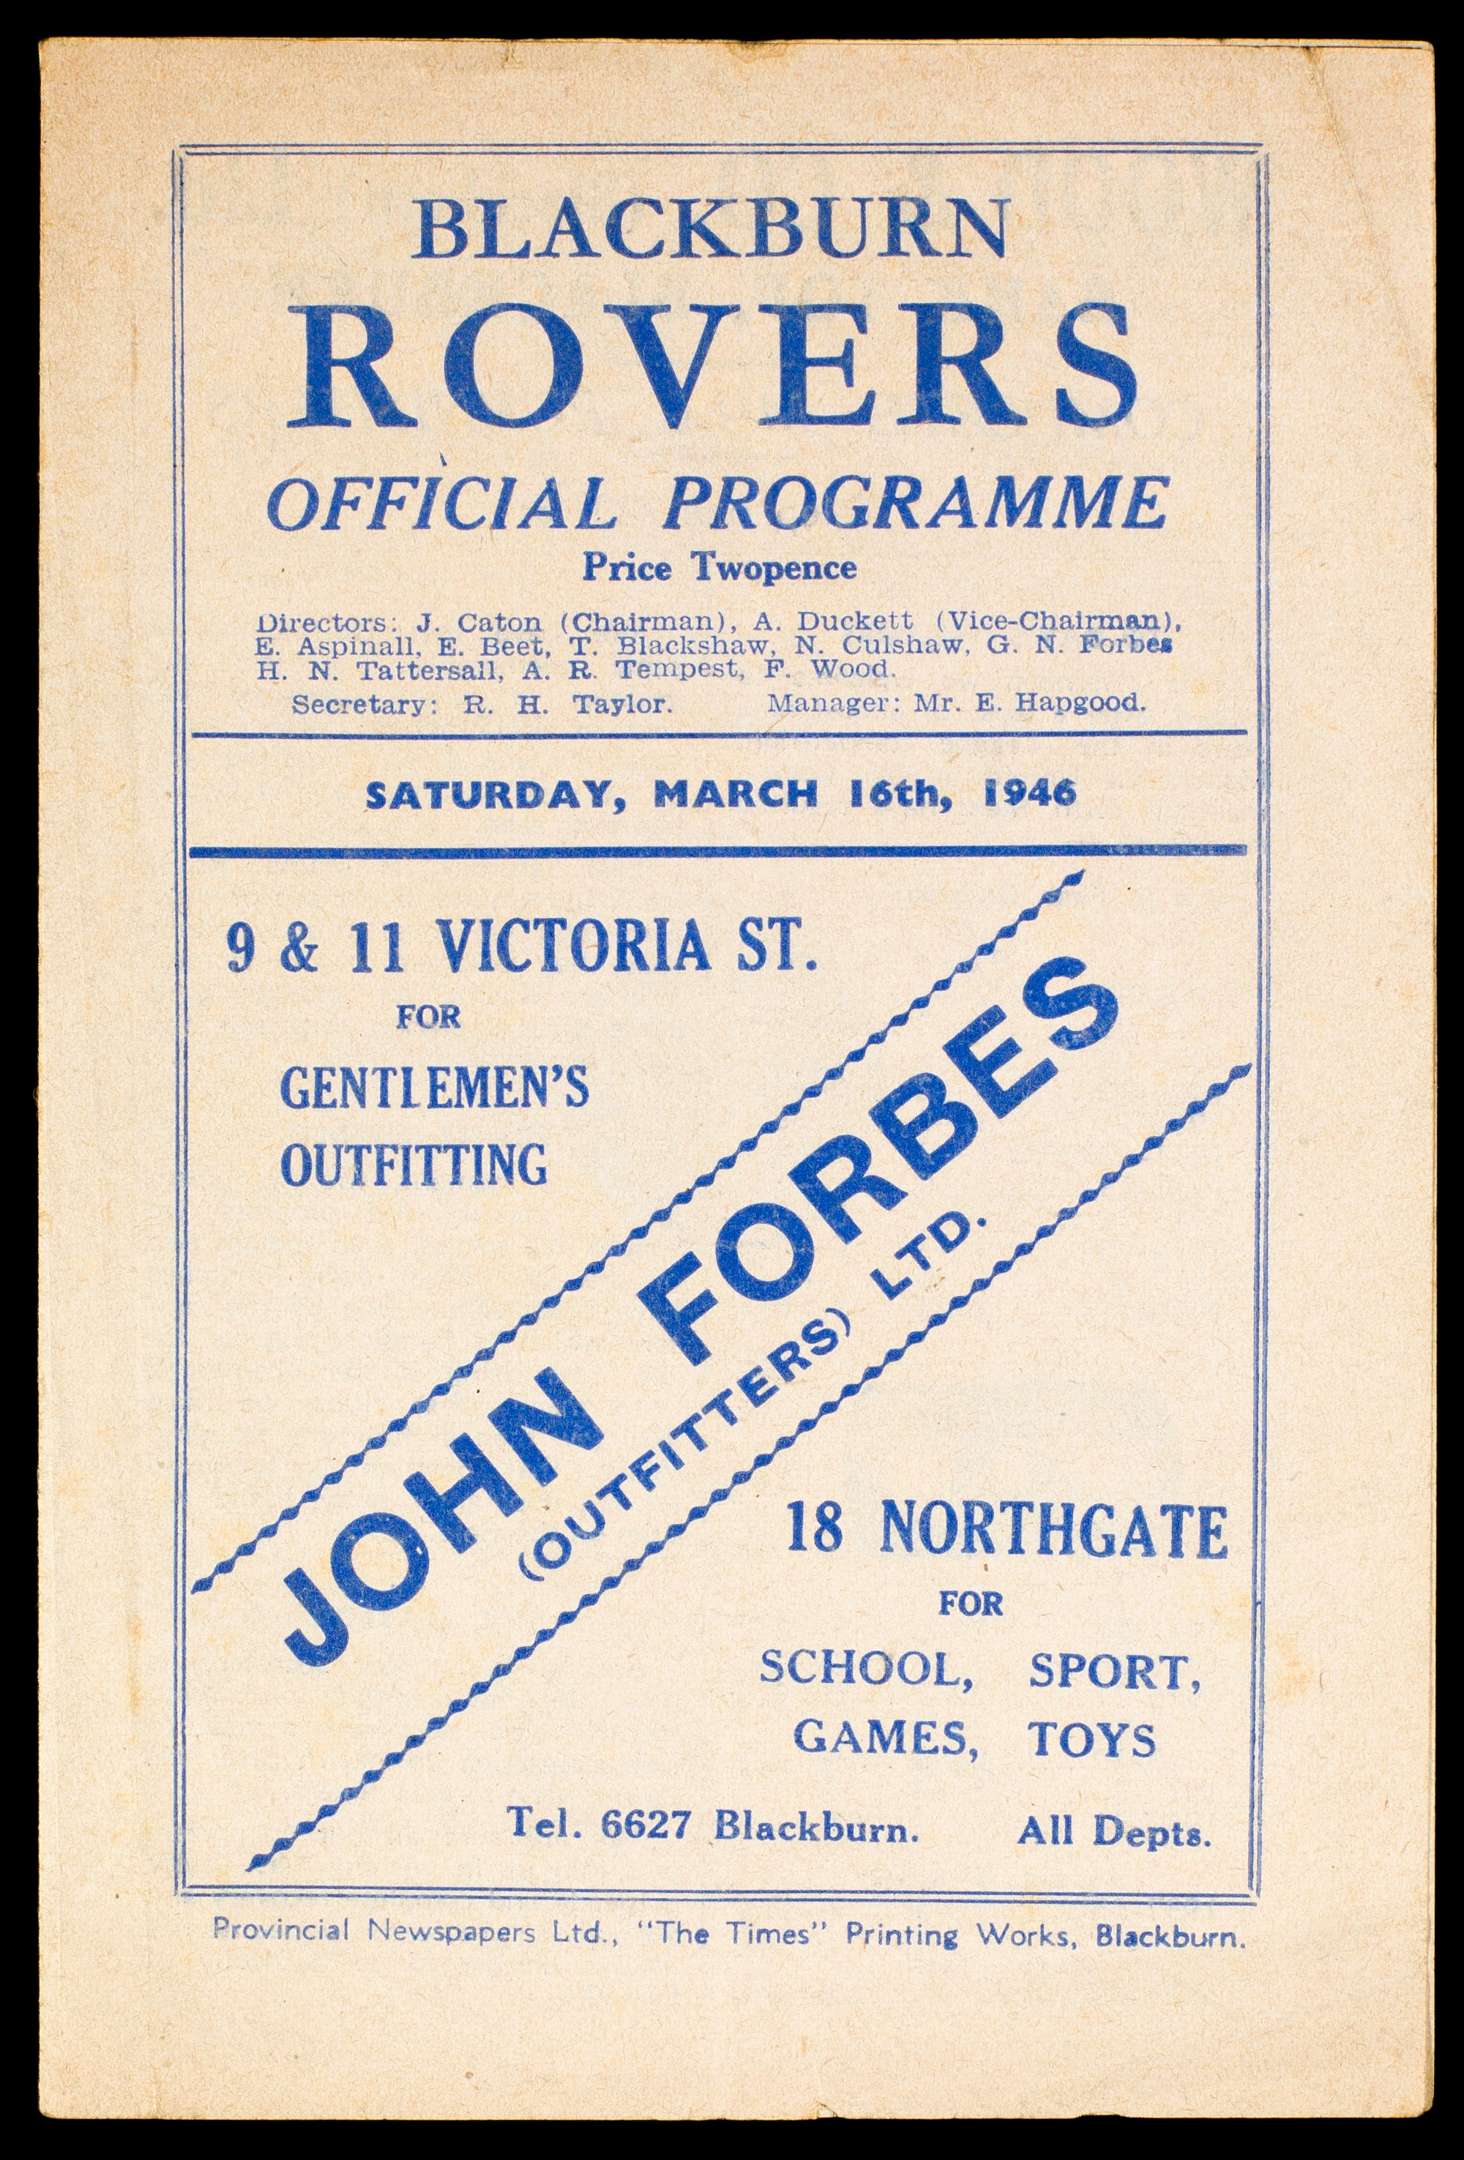 BLACKBURN
ROVERS
OFFICIAL PROGRAMME
Price Twopence
Directors: J. Caton (Chairman), A. Duckett (Vice-Chairman),
E. Aspinall, E. Beet, T. Blackshaw, N. Culshaw, G. N. Forbes
H. N. Tattersall, A. R. Tempest, F. Wood.
Secretary: R. H. Taylor. Manager: Mr. E. Hapgood.
SATURDAY, MARCH 16th, 1946
9 & 11 VICTORIA ST.
FOR
GENTLEMEN'S
OUTFITTING
JOHN FORBES
(OUTFITTERS) LTD.
18 NORTHGATE
FOR
SCHOOL, SPORT,
GAMES, TOYS
Tel. 6627 Blackburn. All Depts.
Provincial Newspapers Ltd., "The Times" Printing Works, Blackburn.